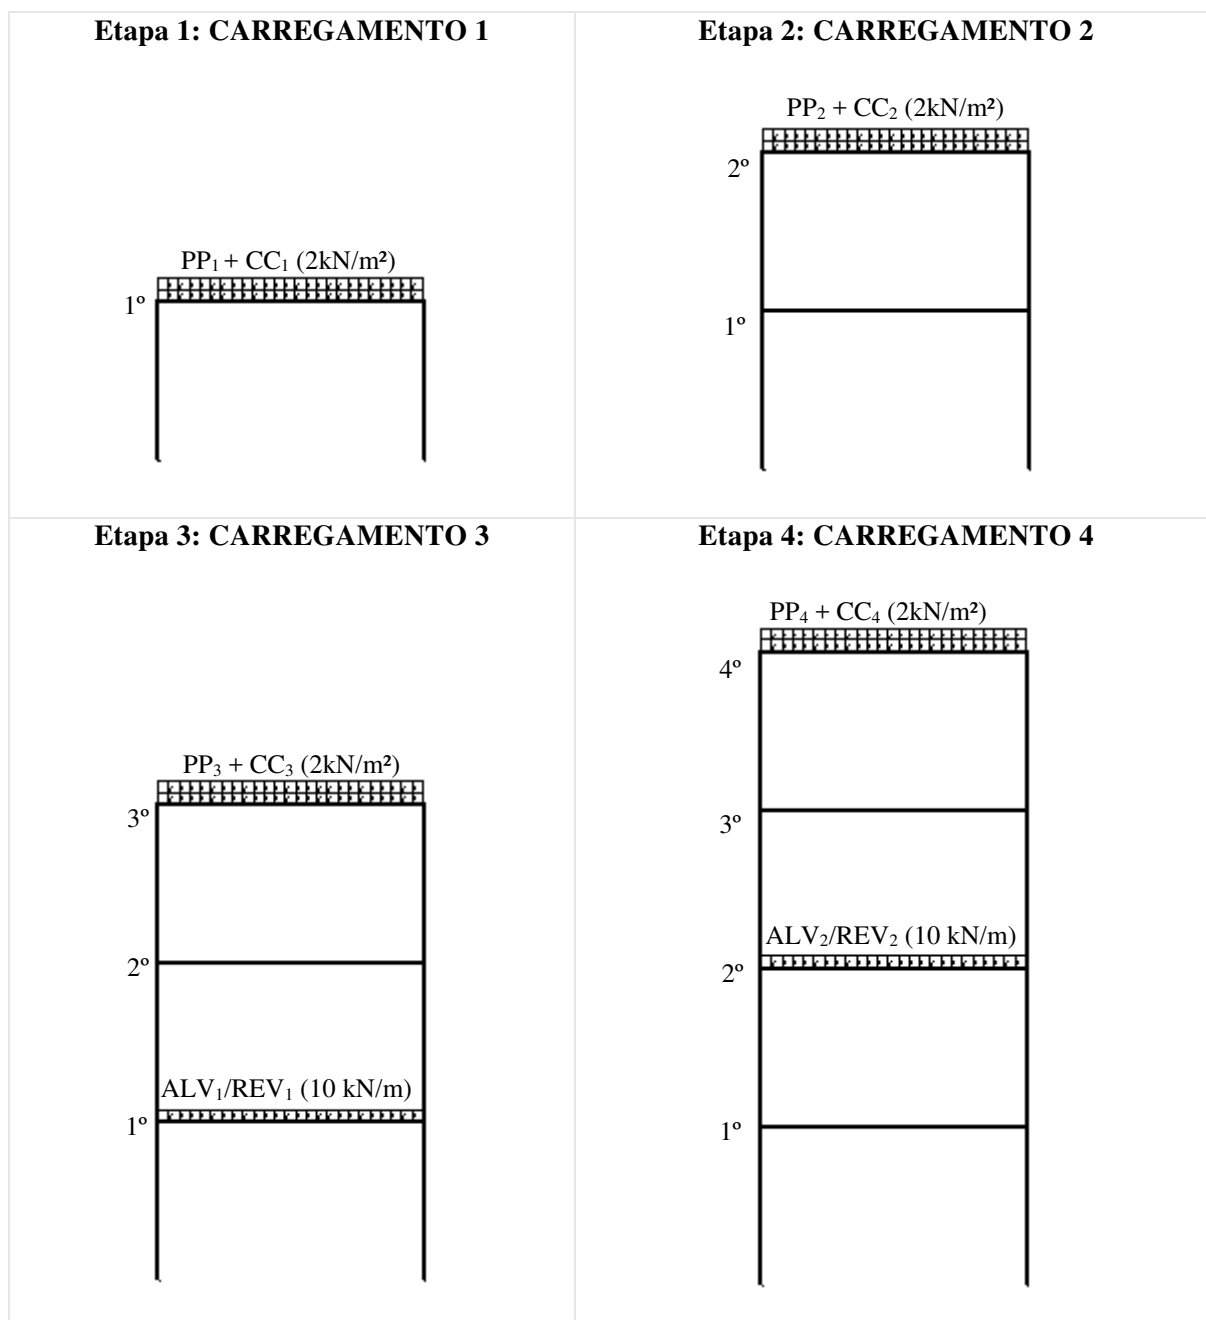 Etapa 1: CARREGAMENTO 1
PP₁ + CC₁ (2kN/m²)
1º
Etapa 2: CARREGAMENTO 2
PP₂ + CC₂ (2kN/m²)
2º
1º
Etapa 3: CARREGAMENTO 3
PP₃ + CC₃ (2kN/m²)
3º
2º
ALV₁/REV₁ (10 kN/m)
1º
Etapa 4: CARREGAMENTO 4
PP₄ + CC₄ (2kN/m²)
4º
3º
ALV₂/REV₂ (10 kN/m)
2º
1º